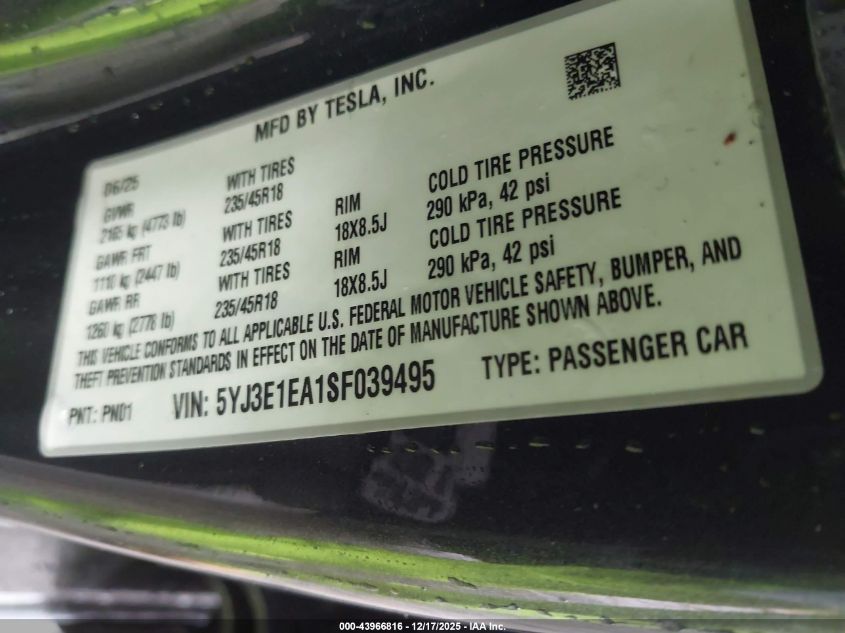 MFD BY TESLA, INC.
06/25
GVWR WITH TIRES RIM COLD TIRE PRESSURE
2165 kg (4773 lb) 235/45R18 18X8.5J 290 kPa, 42 psi
GAWR FRT WITH TIRES RIM COLD TIRE PRESSURE
1110 kg (2447 lb) 235/45R18 18X8.5J 290 kPa, 42 psi
GAWR RR WITH TIRES
1260 kg (2778 lb) 235/45R18
THIS VEHICLE CONFORMS TO ALL APPLICABLE U.S. FEDERAL MOTOR VEHICLE SAFETY, BUMPER, AND
THEFT PREVENTION STANDARDS IN EFFECT ON THE DATE OF MANUFACTURE SHOWN ABOVE.
PNT: PN01 VIN: 5YJ3E1EA1SF039495 TYPE: PASSENGER CAR
000-43966816 - 12/17/2025 - IAA Inc.